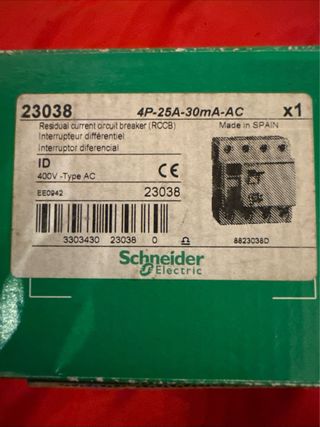 23038 4P-25A-30mA-AC x1
Residual current circuit breaker (RCCB) Made in SPAIN
Interrupteur différentiel
Interruptor diferencial
ID
400V -Type AC CE
EE0942 23038
3303430 23038 0
8823038D
Schneider
Electric